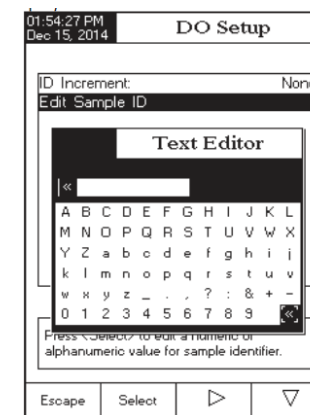 01:54:27 PM
Dec 15, 2014
DO Setup
ID Increment: None
Edit Sample ID
Text Editor
«
A B C D E F G H I J K L
M N O P Q R S T U V W X
Y Z a b c d e f g h i j
k l m n o p q r s t u v
w x y z _ . , ? : & + -
0 1 2 3 4 5 6 7 8 9 «
Press <Select> to edit a numeric or
alphanumeric value for sample identifier.
Escape Select ▷ ▽